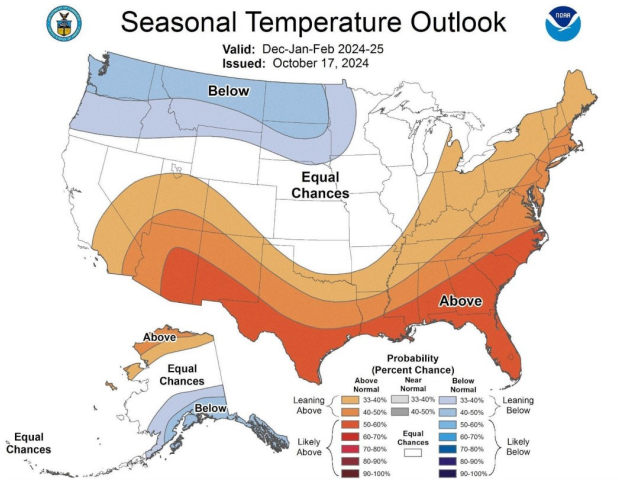 Seasonal Temperature Outlook
Valid: Dec-Jan-Feb 2024-25
Issued: October 17, 2024
NOAA
Below
Equal
Chances
Above
Above
Equal
Chances
Below
Equal
Chances
Probability
(Percent Chance)
Above
Normal
Near
Normal
Below
Normal
Leaning
Above
33-40%
33-40%
33-40%
Leaning
Below
40-50%
40-50%
40-50%
Likely
Above
50-60%
Equal
Chances
50-60%
Likely
Below
60-70%
60-70%
70-80%
70-80%
80-90%
80-90%
90-100%
90-100%